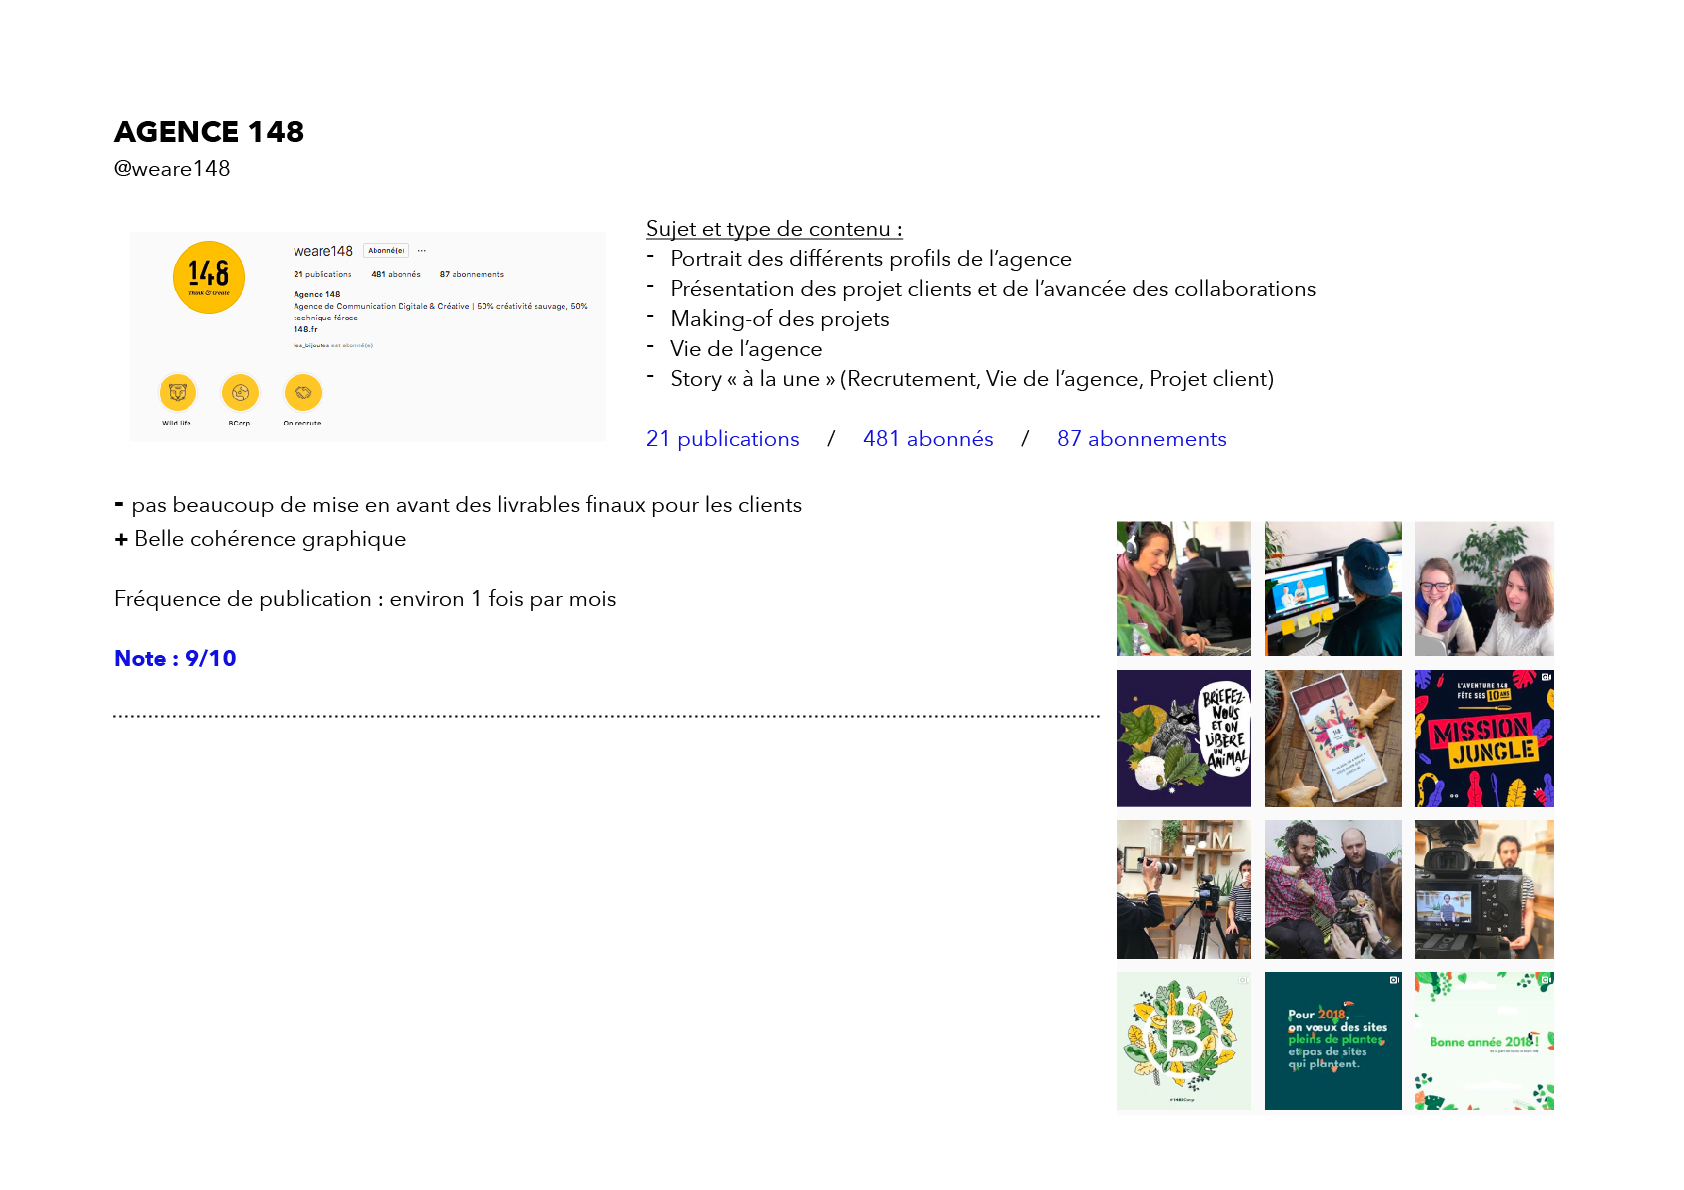 AGENCE 148
@weare148
148
Think & Create
weare148 Abonné(e) ...
21 publications 481 abonnés 87 abonnements
Agence 148
Agence de Communication Digitale & Créative | 50% créativité sauvage, 50%
technique féroce
148.fr
est abonné(e)
Wild life
BCorp
On recrute
Sujet et type de contenu :
- Portrait des différents profils de l’agence
- Présentation des projet clients et de l’avancée des collaborations
- Making-of des projets
- Vie de l’agence
- Story « à la une » (Recrutement, Vie de l’agence, Projet client)
21 publications / 481 abonnés / 87 abonnements
- pas beaucoup de mise en avant des livrables finaux pour les clients
+ Belle cohérence graphique
Fréquence de publication : environ 1 fois par mois
Note : 9/10
BRIEFEZ-
NOUS
ET ON
LIBÈRE
UN
ANIMAL
148
L'AVENTURE 148
FÊTE SES 10 ANS
MISSION
JUNGLE
M
B
Pour 2018,
on vœux des sites
pleins de plantes
et pas de sites
qui plantent.
Bonne année 2018 !